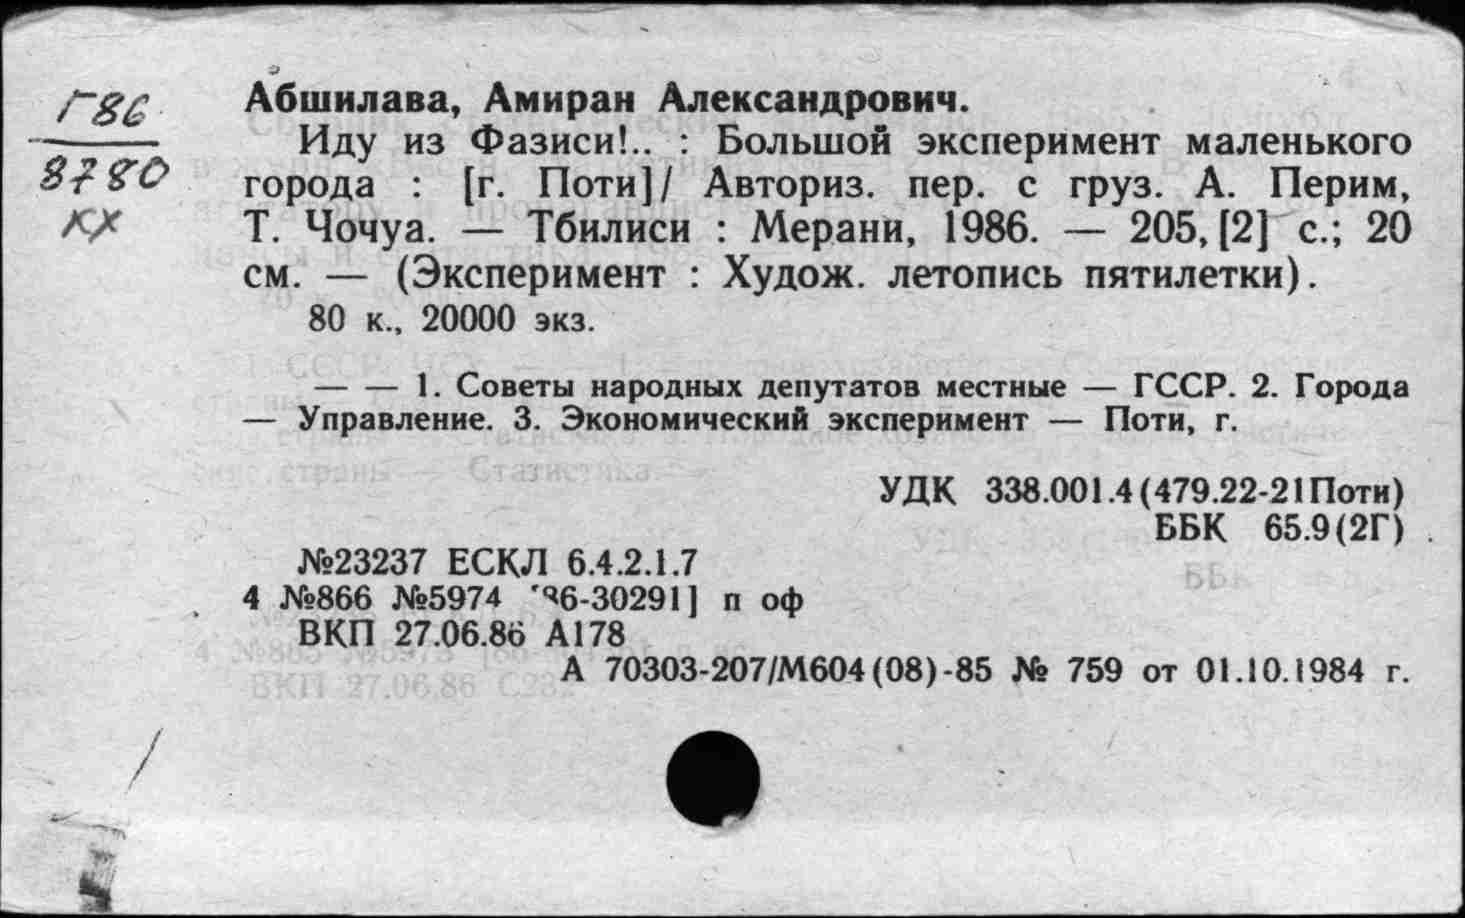 Г86
8780
КХ
Абшилава, Амиран Александрович.
Иду из Фазиси!.. : Большой эксперимент маленького
города : [г. Поти]/ Авториз. пер. с груз. А. Перим,
Т. Чочуа. — Тбилиси : Мерани, 1986. — 205, [2] с.; 20
см. — (Эксперимент : Худож. летопись пятилетки).
80 к., 20000 экз.
— — 1. Советы народных депутатов местные — ГССР. 2. Города
— Управление. 3. Экономический эксперимент — Поти, г.
УДК 338.001.4(479.22-21Поти)
ББК 65.9(2Г)
№23237 ЕСКЛ 6.4.2.1.7
4 №866 №5974 [86-30291] п оф
ВКП 27.06.86 А178
А 70303-207/М604(08)-85 № 759 от 01.10.1984 г.